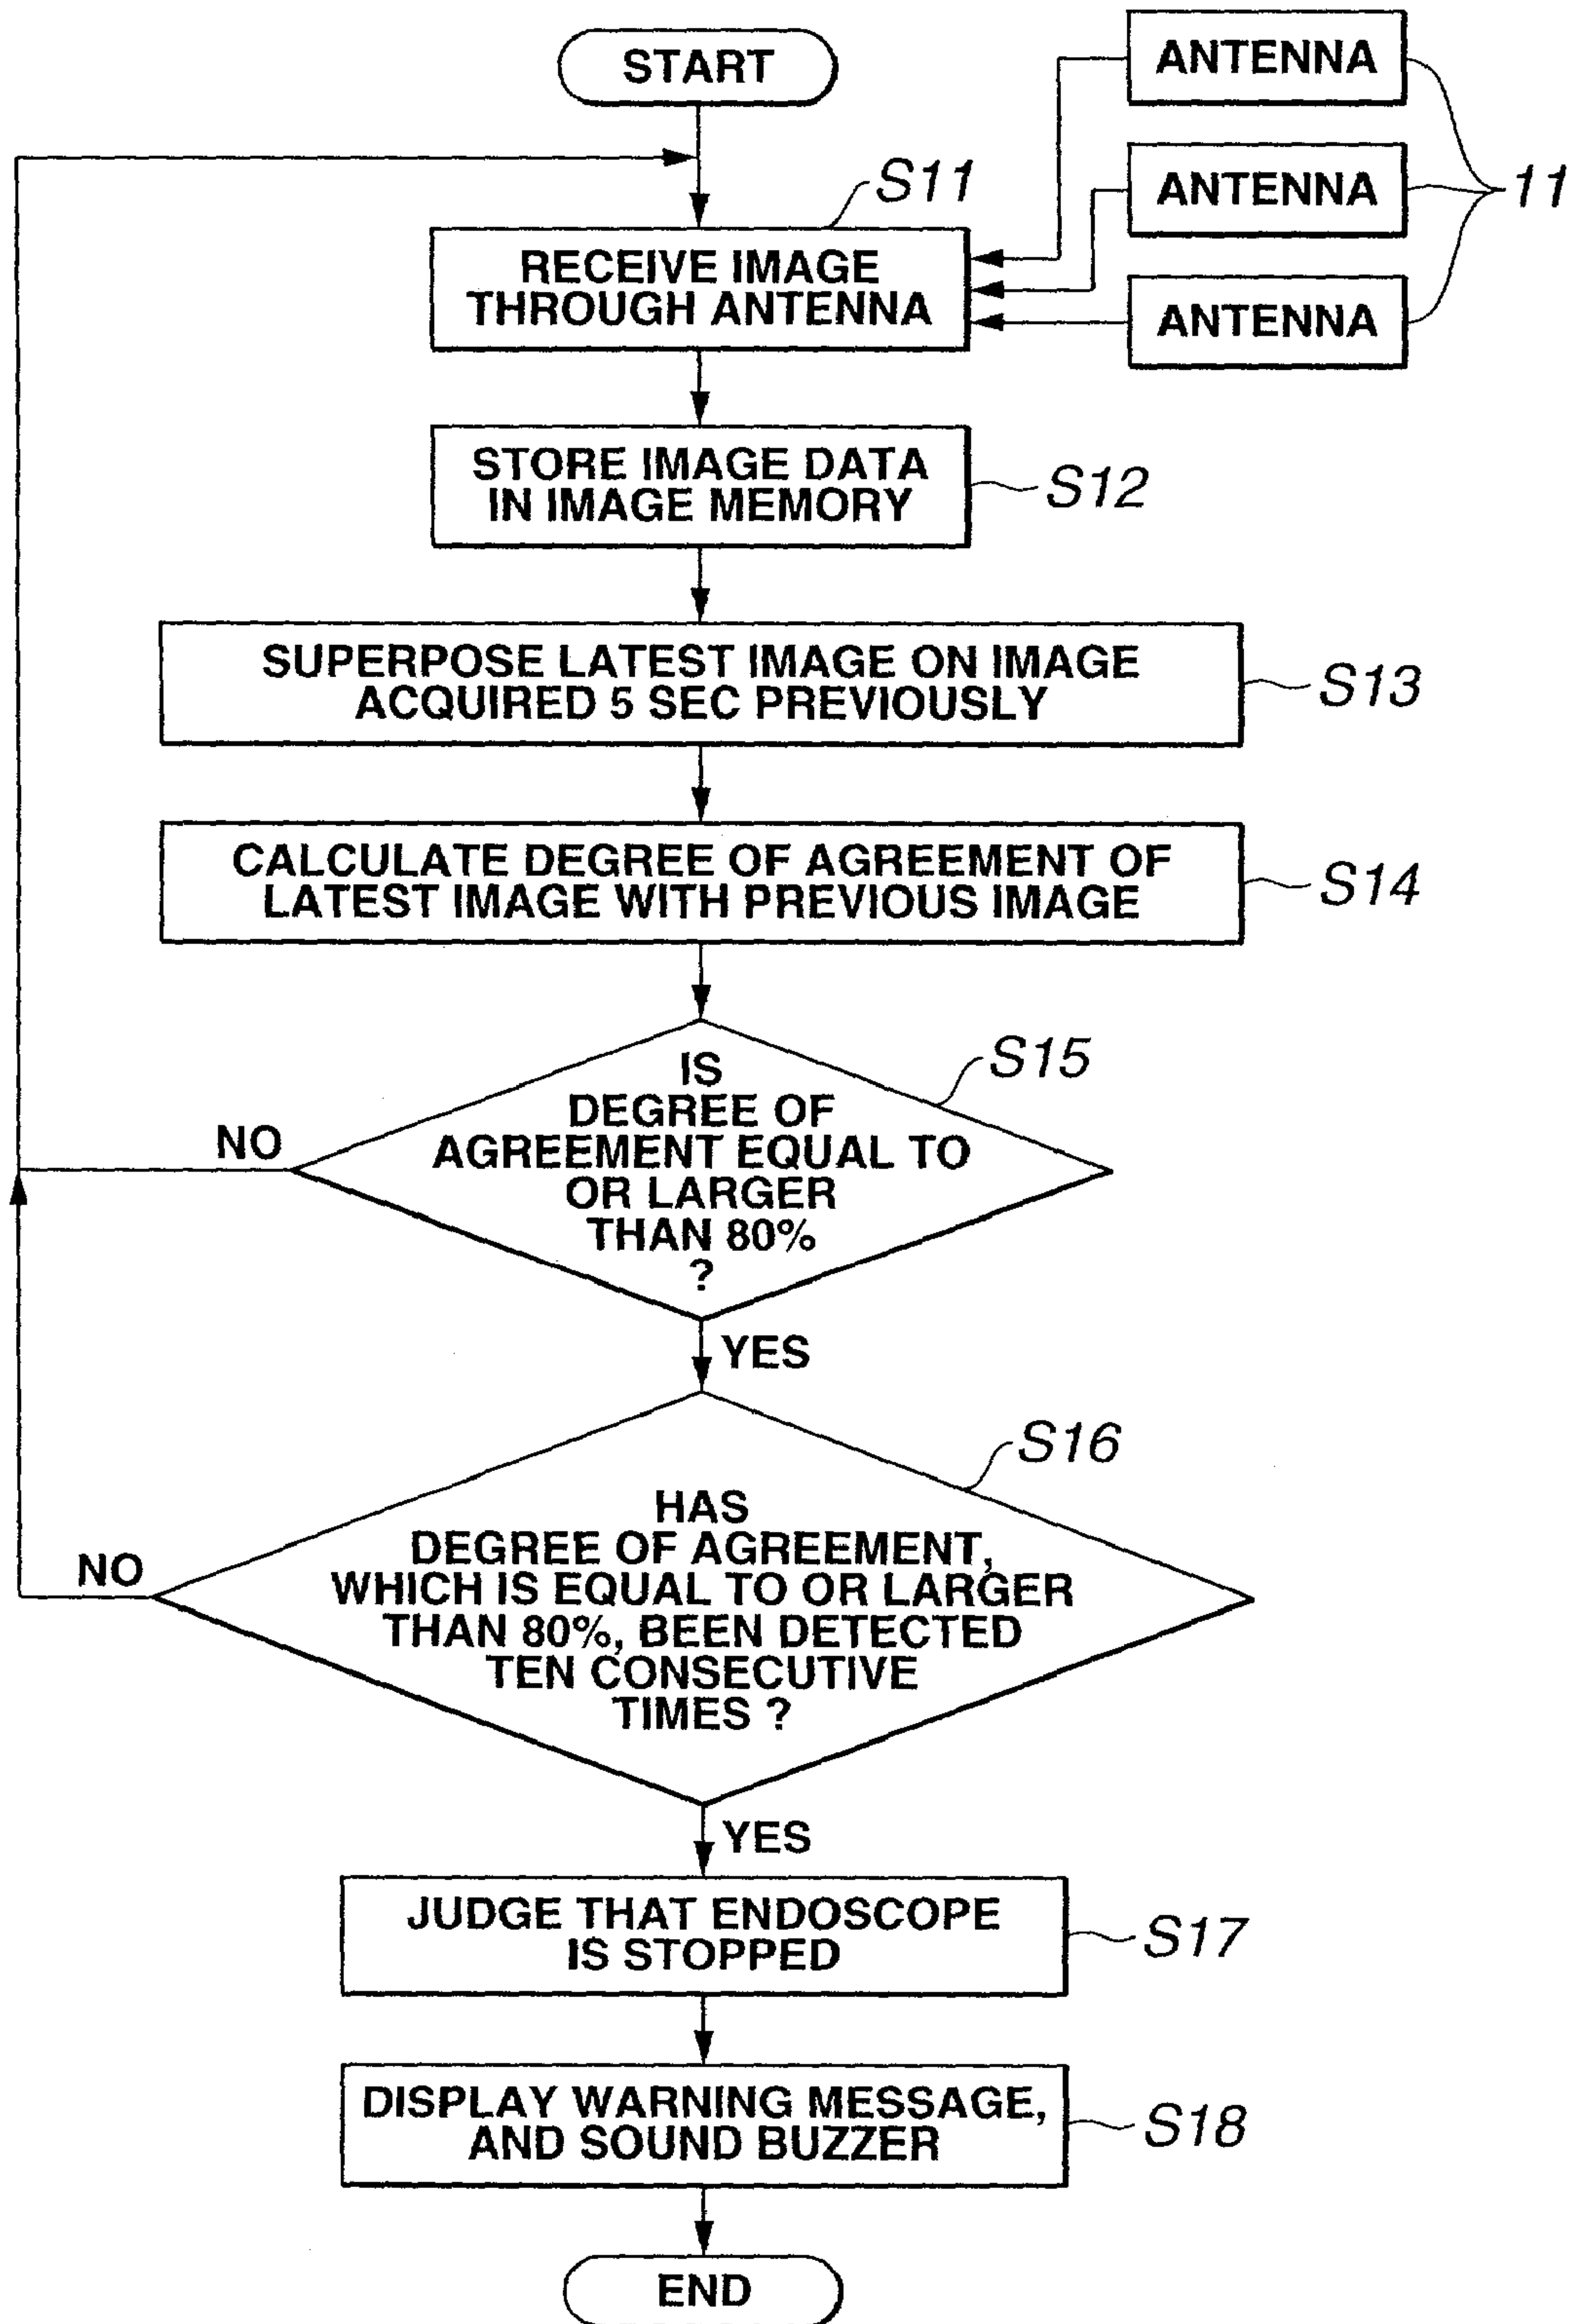 START
ANTENNA
ANTENNA
ANTENNA
11
S11
RECEIVE IMAGE
THROUGH ANTENNA
STORE IMAGE DATA
IN IMAGE MEMORY
S12
SUPERPOSE LATEST IMAGE ON IMAGE
ACQUIRED 5 SEC PREVIOUSLY
S13
CALCULATE DEGREE OF AGREEMENT OF
LATEST IMAGE WITH PREVIOUS IMAGE
S14
S15
IS
DEGREE OF
AGREEMENT EQUAL TO
OR LARGER
THAN 80%
?
NO
YES
S16
HAS
DEGREE OF AGREEMENT,
WHICH IS EQUAL TO OR LARGER
THAN 80%, BEEN DETECTED
TEN CONSECUTIVE
TIMES ?
NO
YES
JUDGE THAT ENDOSCOPE
IS STOPPED
S17
DISPLAY WARNING MESSAGE,
AND SOUND BUZZER
S18
END